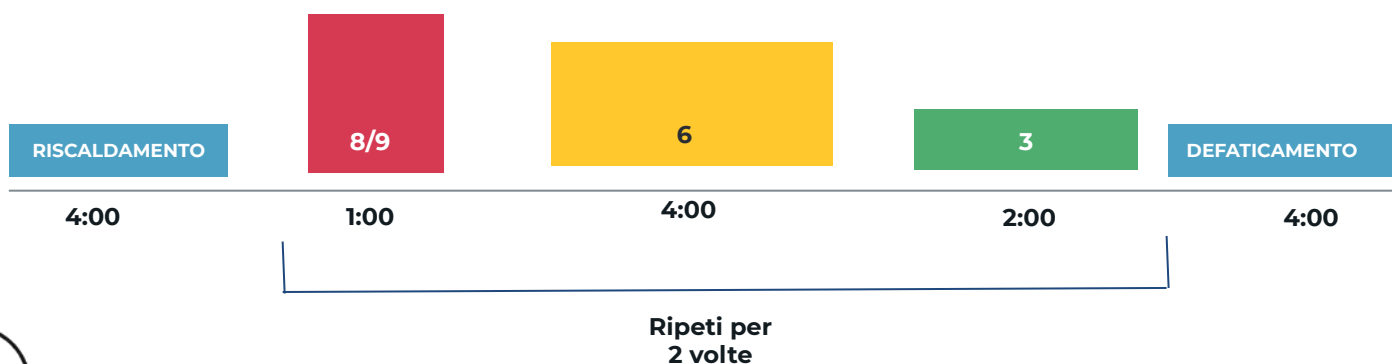 8/9
6
3
RISCALDAMENTO
DEFATICAMENTO
4:00
1:00
4:00
2:00
4:00
Ripeti per
2 volte